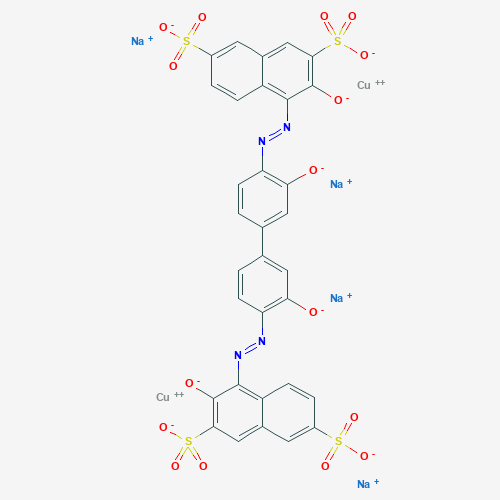 O O
O - S S O -
Na + O O
O - Cu ++
N
N
O - Na +
Na +
O -
N
N
O -
Cu ++
O - O
S S O -
O O O
Na +